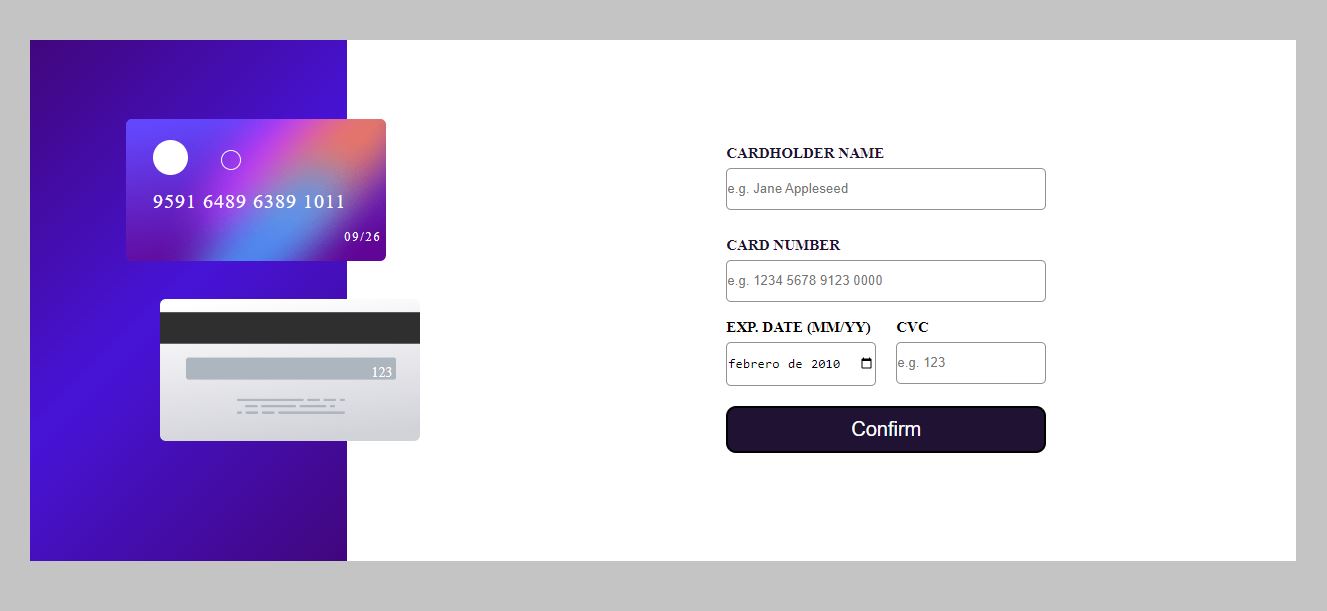 9591 6489 6389 1011
09/26
123
CARDHOLDER NAME
e.g. Jane Appleseed
CARD NUMBER
e.g. 1234 5678 9123 0000
EXP. DATE (MM/YY) CVC
febrero de 2010 e.g. 123
Confirm